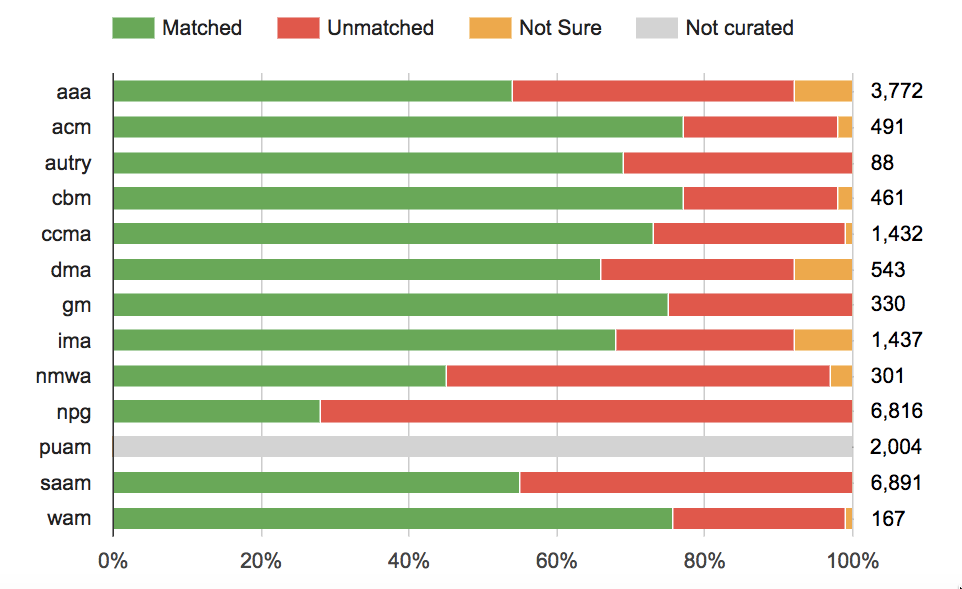 Matched Unmatched Not Sure Not curated
aaa 3,772
acm 491
autry 88
cbm 461
ccma 1,432
dma 543
gm 330
ima 1,437
nmwa 301
npg 6,816
puam 2,004
saam 6,891
wam 167
0% 20% 40% 60% 80% 100%